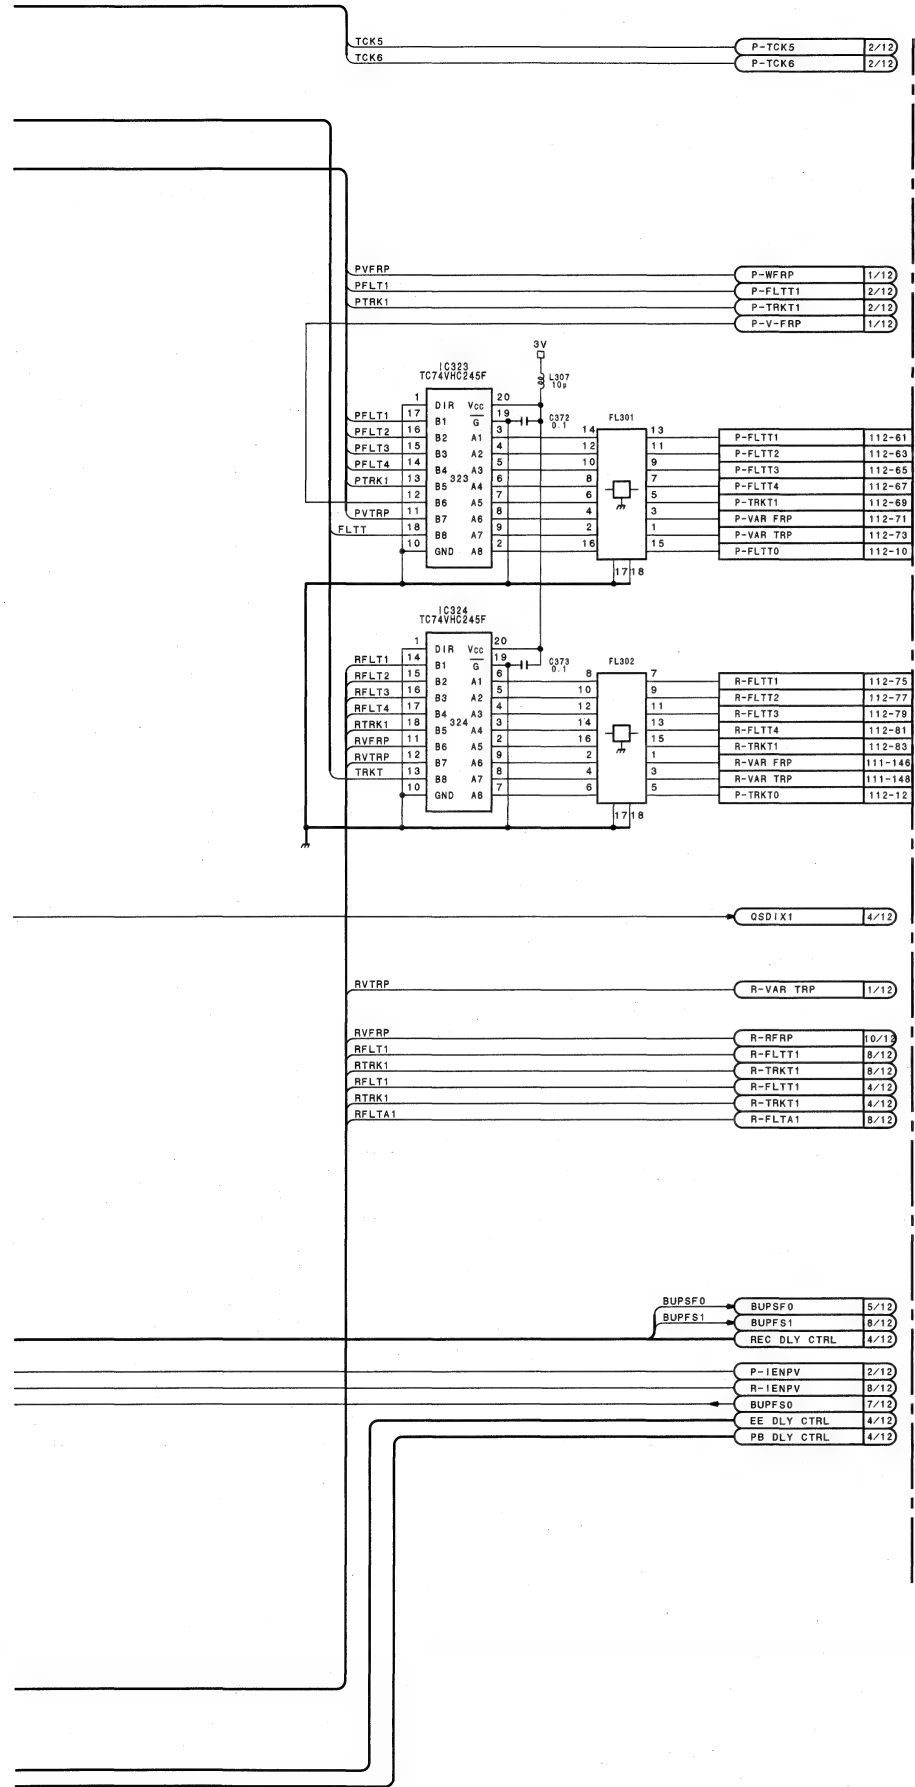 TCK5 P-TCK5 2/12
TCK6 P-TCK6 2/12
PVFRP P-WFRP 1/12
PFLT1 P-FLTT1 2/12
PTRK1 P-TRKT1 2/12
P-V-FRP 1/12
3V
L307
10μ
IC323
TC74VHC245F
C372
0.1
FL301
1 DIR Vcc 20
PFLT1 17 B1 G 19
PFLT2 16 B2 A1 3 14 13 P-FLTT1 112-61
PFLT3 15 B3 A2 4 12 11 P-FLTT2 112-63
PFLT4 14 B4 A3 5 10 9 P-FLTT3 112-65
PTRK1 13 B5 323 A4 6 8 7 P-FLTT4 112-67
12 B6 A5 7 6 5 P-TRKT1 112-69
PVTRP 11 B7 A6 8 4 3 P-VAR FRP 112-71
FLTT 18 B8 A7 9 2 1 P-VAR TRP 112-73
10 GND A8 2 16 15 P-FLTT0 112-10
17 18
IC324
TC74VHC245F
C373
0.1
FL302
1 DIR Vcc 20
RFLT1 14 B1 G 19
RFLT2 15 B2 A1 6 8 7 R-FLTT1 112-75
RFLT3 16 B3 A2 5 10 9 R-FLTT2 112-77
RFLT4 17 B4 A3 4 12 11 R-FLTT3 112-79
RTRK1 18 B5 324 A4 3 14 13 R-FLTT4 112-81
RVFRP 11 B6 A5 2 16 15 R-TRKT1 112-83
RVTRP 12 B7 A6 9 2 1 R-VAR FRP 111-146
TRKT 13 B8 A7 8 4 3 R-VAR TRP 111-148
10 GND A8 7 6 5 P-TRKT0 112-12
17 18
QSDIX1 4/12
RVTRP R-VAR TRP 1/12
RVFRP R-RFRP 10/12
RFLT1 R-FLTT1 8/12
RTRK1 R-TRKT1 8/12
RFLT1 R-FLTT1 4/12
RTRK1 R-TRKT1 4/12
RFLTA1 R-FLTA1 8/12
BUPSF0 BUPSF0 5/12
BUPFS1 BUPFS1 8/12
REC DLY CTRL 4/12
P-IENPV 2/12
R-IENPV 8/12
BUPFS0 7/12
EE DLY CTRL 4/12
PB DLY CTRL 4/12